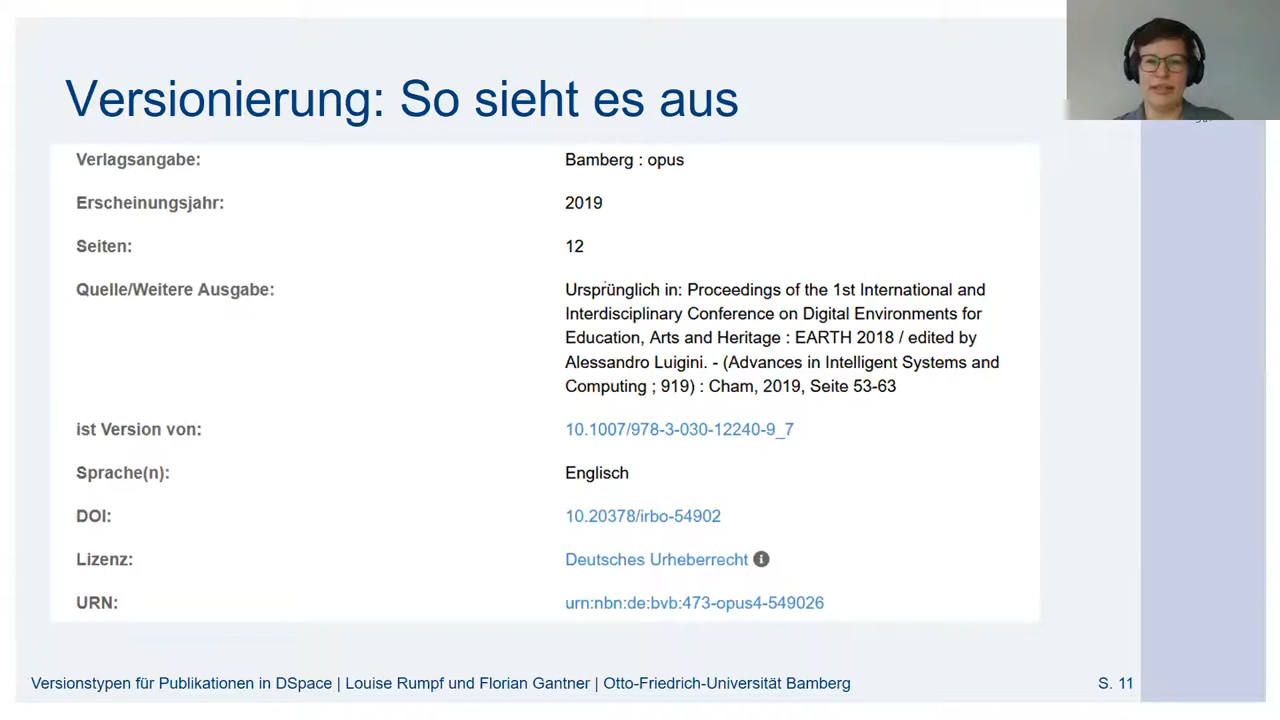 Versionierung: So sieht es aus
Verlagsangabe: Bamberg : opus
Erscheinungsjahr: 2019
Seiten: 12
Quelle/Weitere Ausgabe: Ursprünglich in: Proceedings of the 1st International and
Interdisciplinary Conference on Digital Environments for
Education, Arts and Heritage : EARTH 2018 / edited by
Alessandro Luigini. - (Advances in Intelligent Systems and
Computing ; 919) : Cham, 2019, Seite 53-63
ist Version von: 10.1007/978-3-030-12240-9_7
Sprache(n): Englisch
DOI: 10.20378/irbo-54902
Lizenz: Deutsches Urheberrecht
URN: urn:nbn:de:bvb:473-opus4-549026
Versionstypen für Publikationen in DSpace | Louise Rumpf und Florian Gantner | Otto-Friedrich-Universität Bamberg S. 11